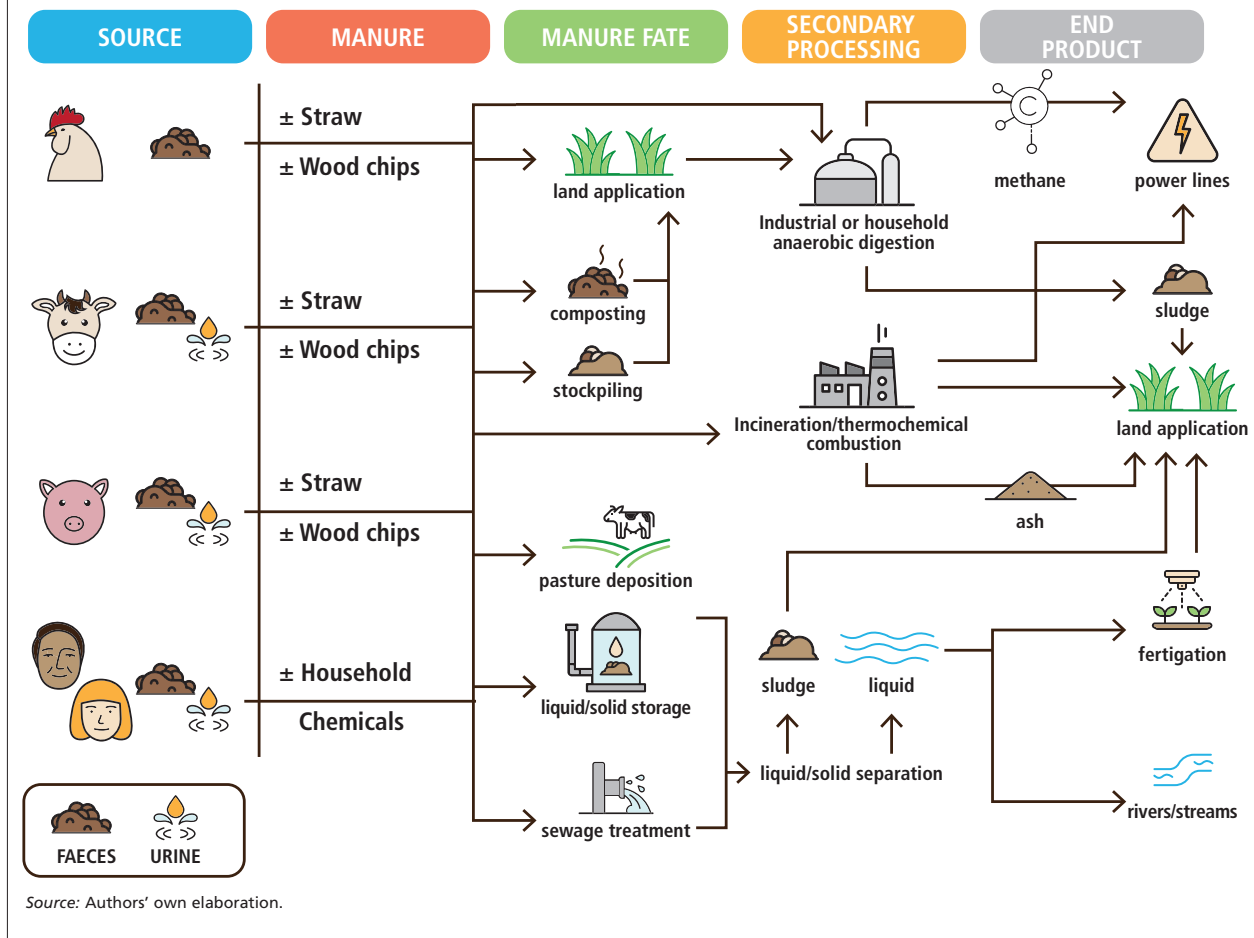 SOURCE
MANURE
MANURE FATE
SECONDARY
PROCESSING
END
PRODUCT
± Straw
± Wood chips
± Straw
± Wood chips
± Straw
± Wood chips
± Household
Chemicals
land application
composting
stockpiling
pasture deposition
liquid/solid storage
sewage treatment
Industrial or household
anaerobic digestion
Incineration/thermochemical
combustion
sludge
liquid
liquid/solid separation
C
methane
power lines
sludge
land application
ash
fertigation
rivers/streams
FAECES
URINE
Source: Authors' own elaboration.